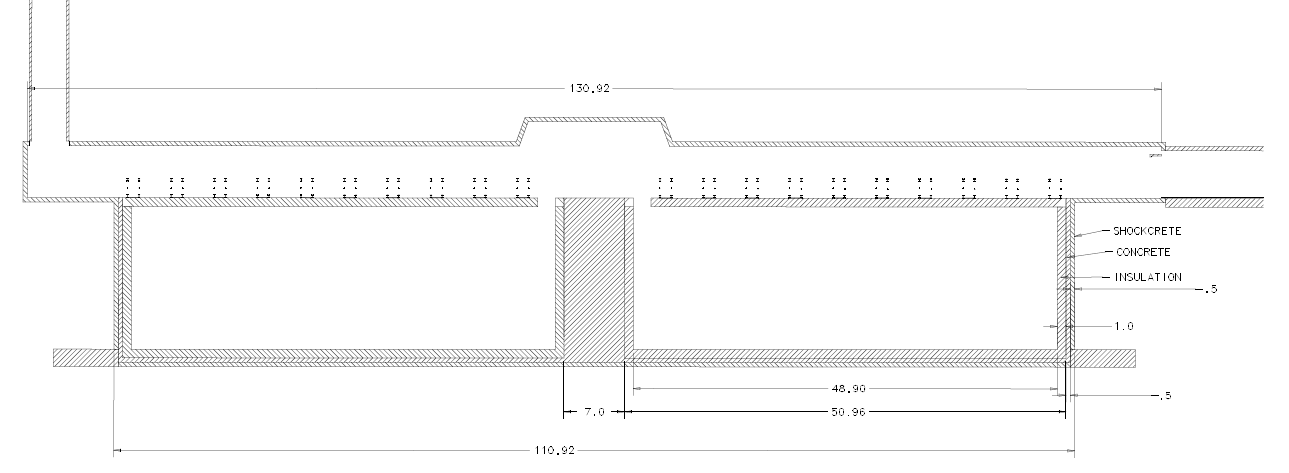 130.92
SHOCKCRETE
CONCRETE
INSULATION
.5
1.0
48.90
.5
7.0
50.96
110.92